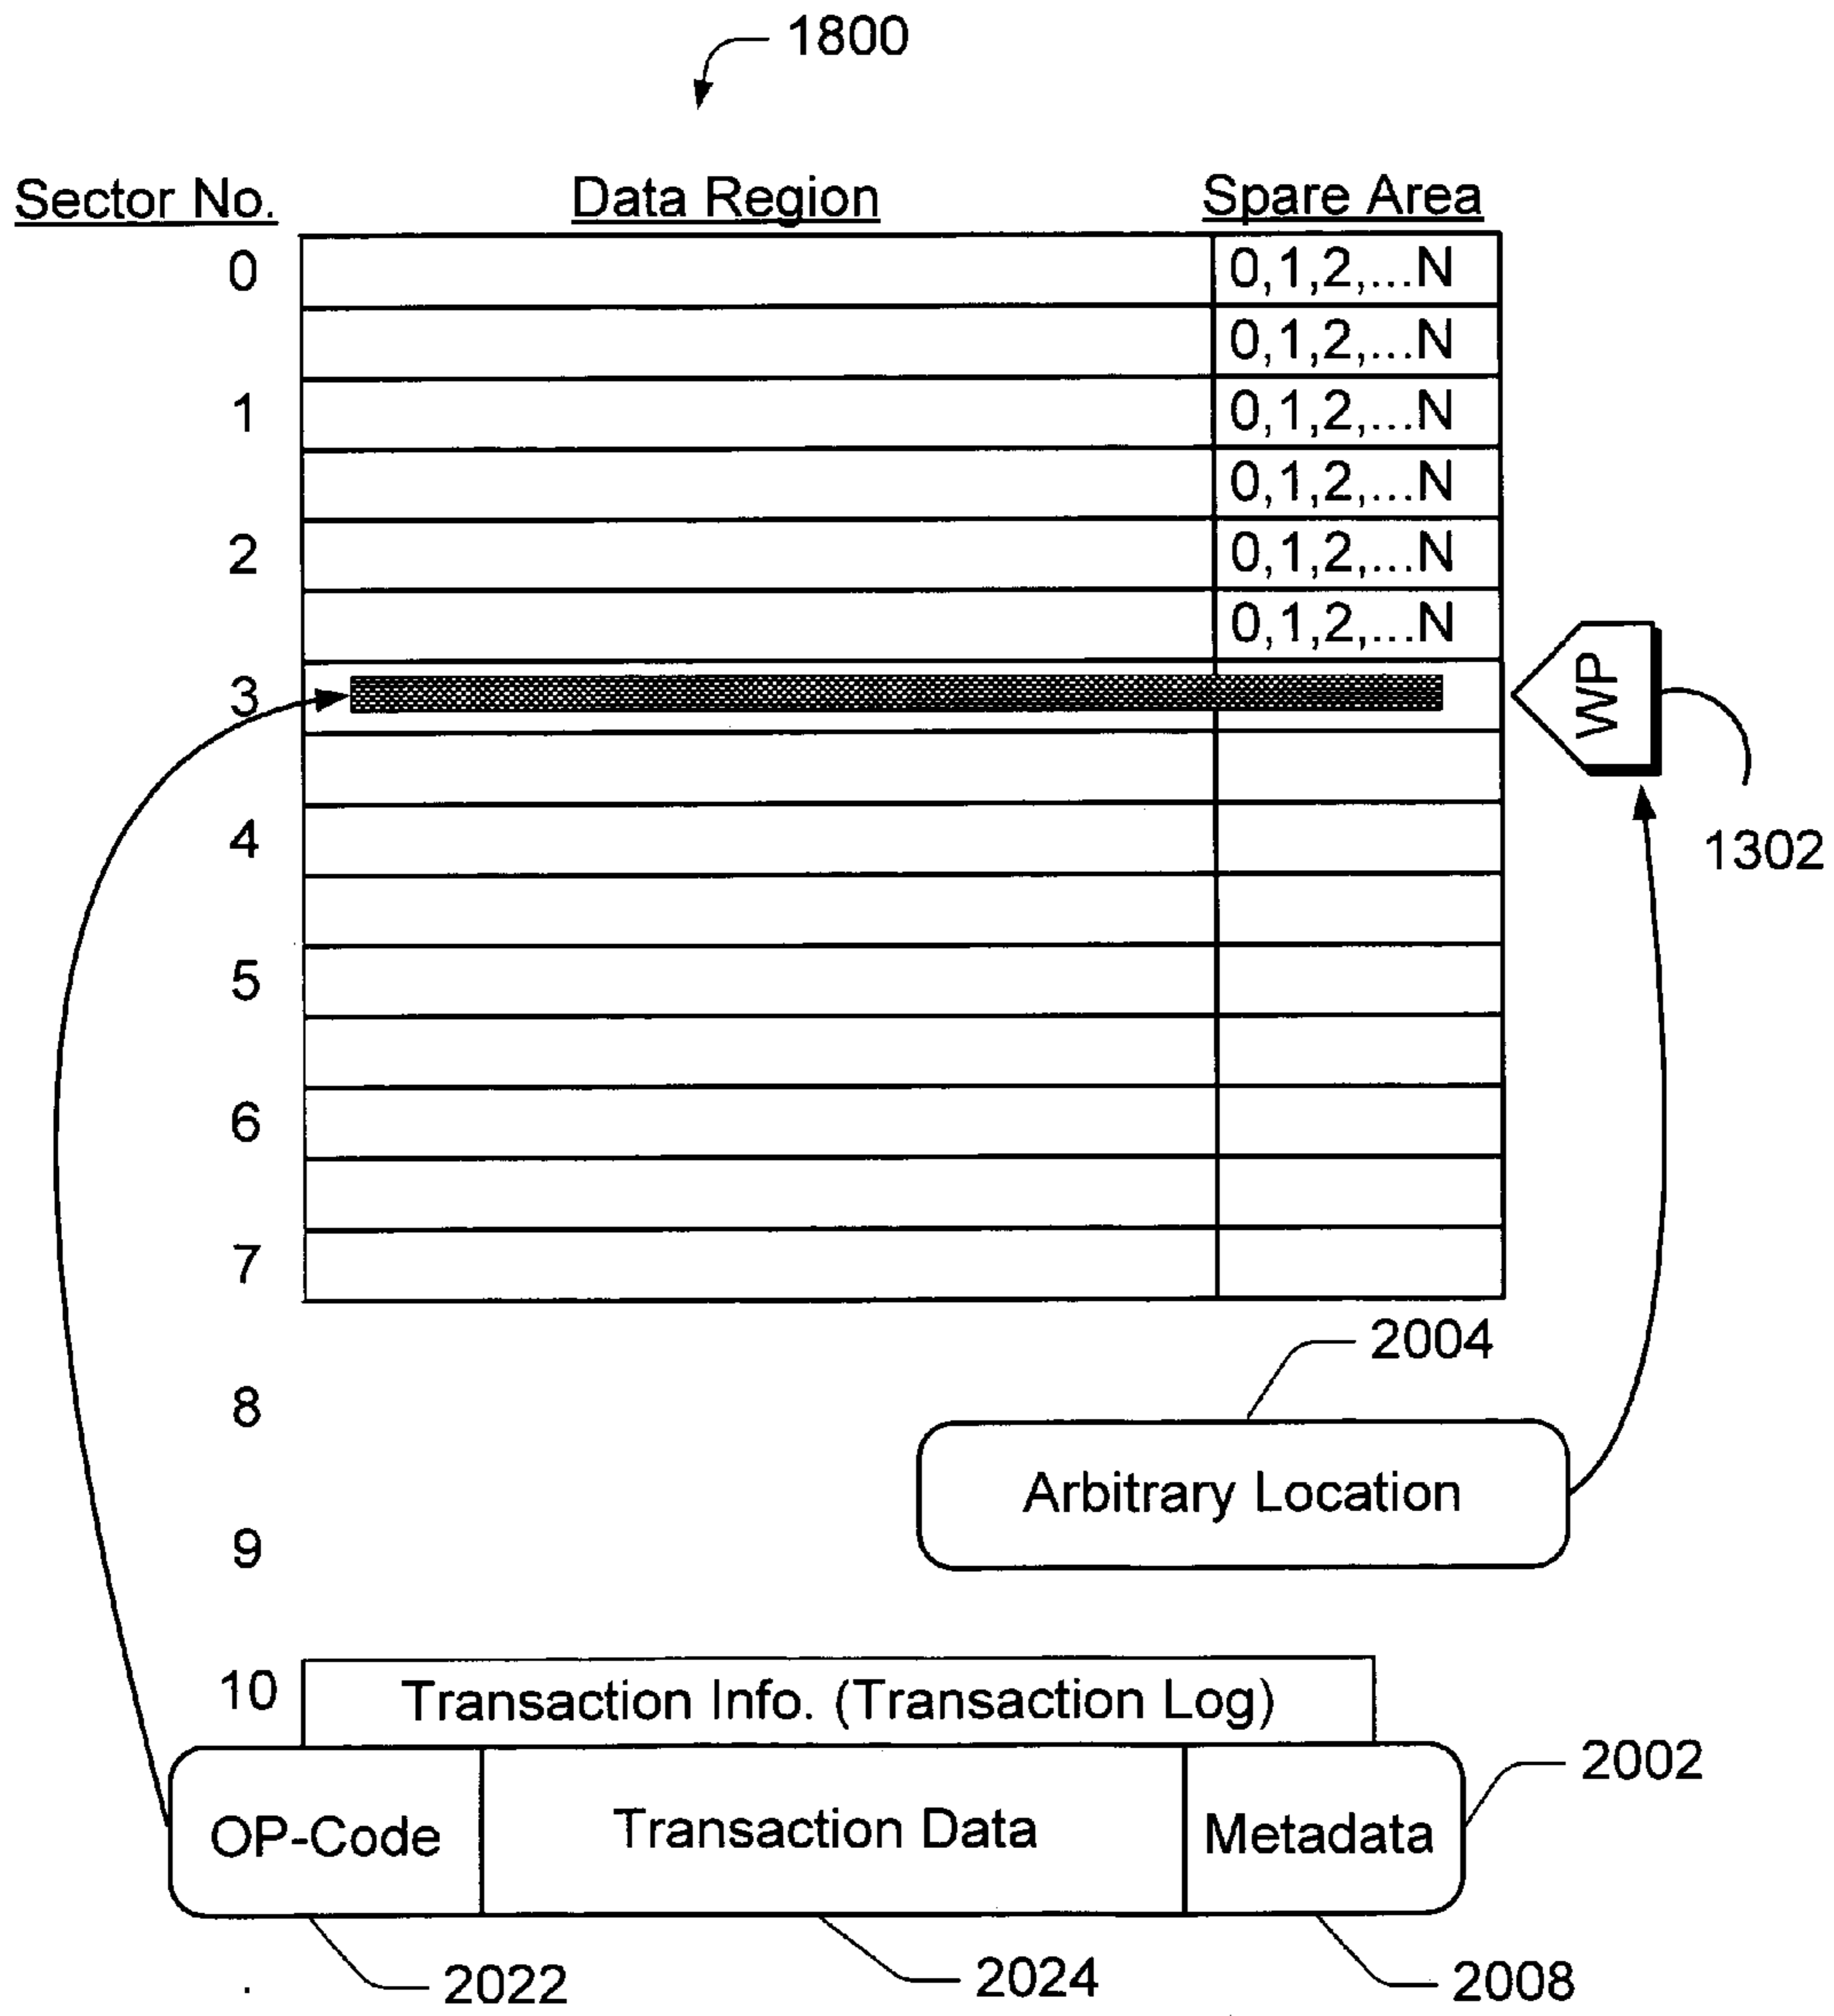 1800
Sector No. Data Region Spare Area
0 0,1,2,...N
0,1,2,...N
1 0,1,2,...N
0,1,2,...N
2 0,1,2,...N
0,1,2,...N
3 WP
4 1302
5
6
7
2004
8
Arbitrary Location
9
10 Transaction Info. (Transaction Log)
2002
OP-Code Transaction Data Metadata
2022 2024 2008